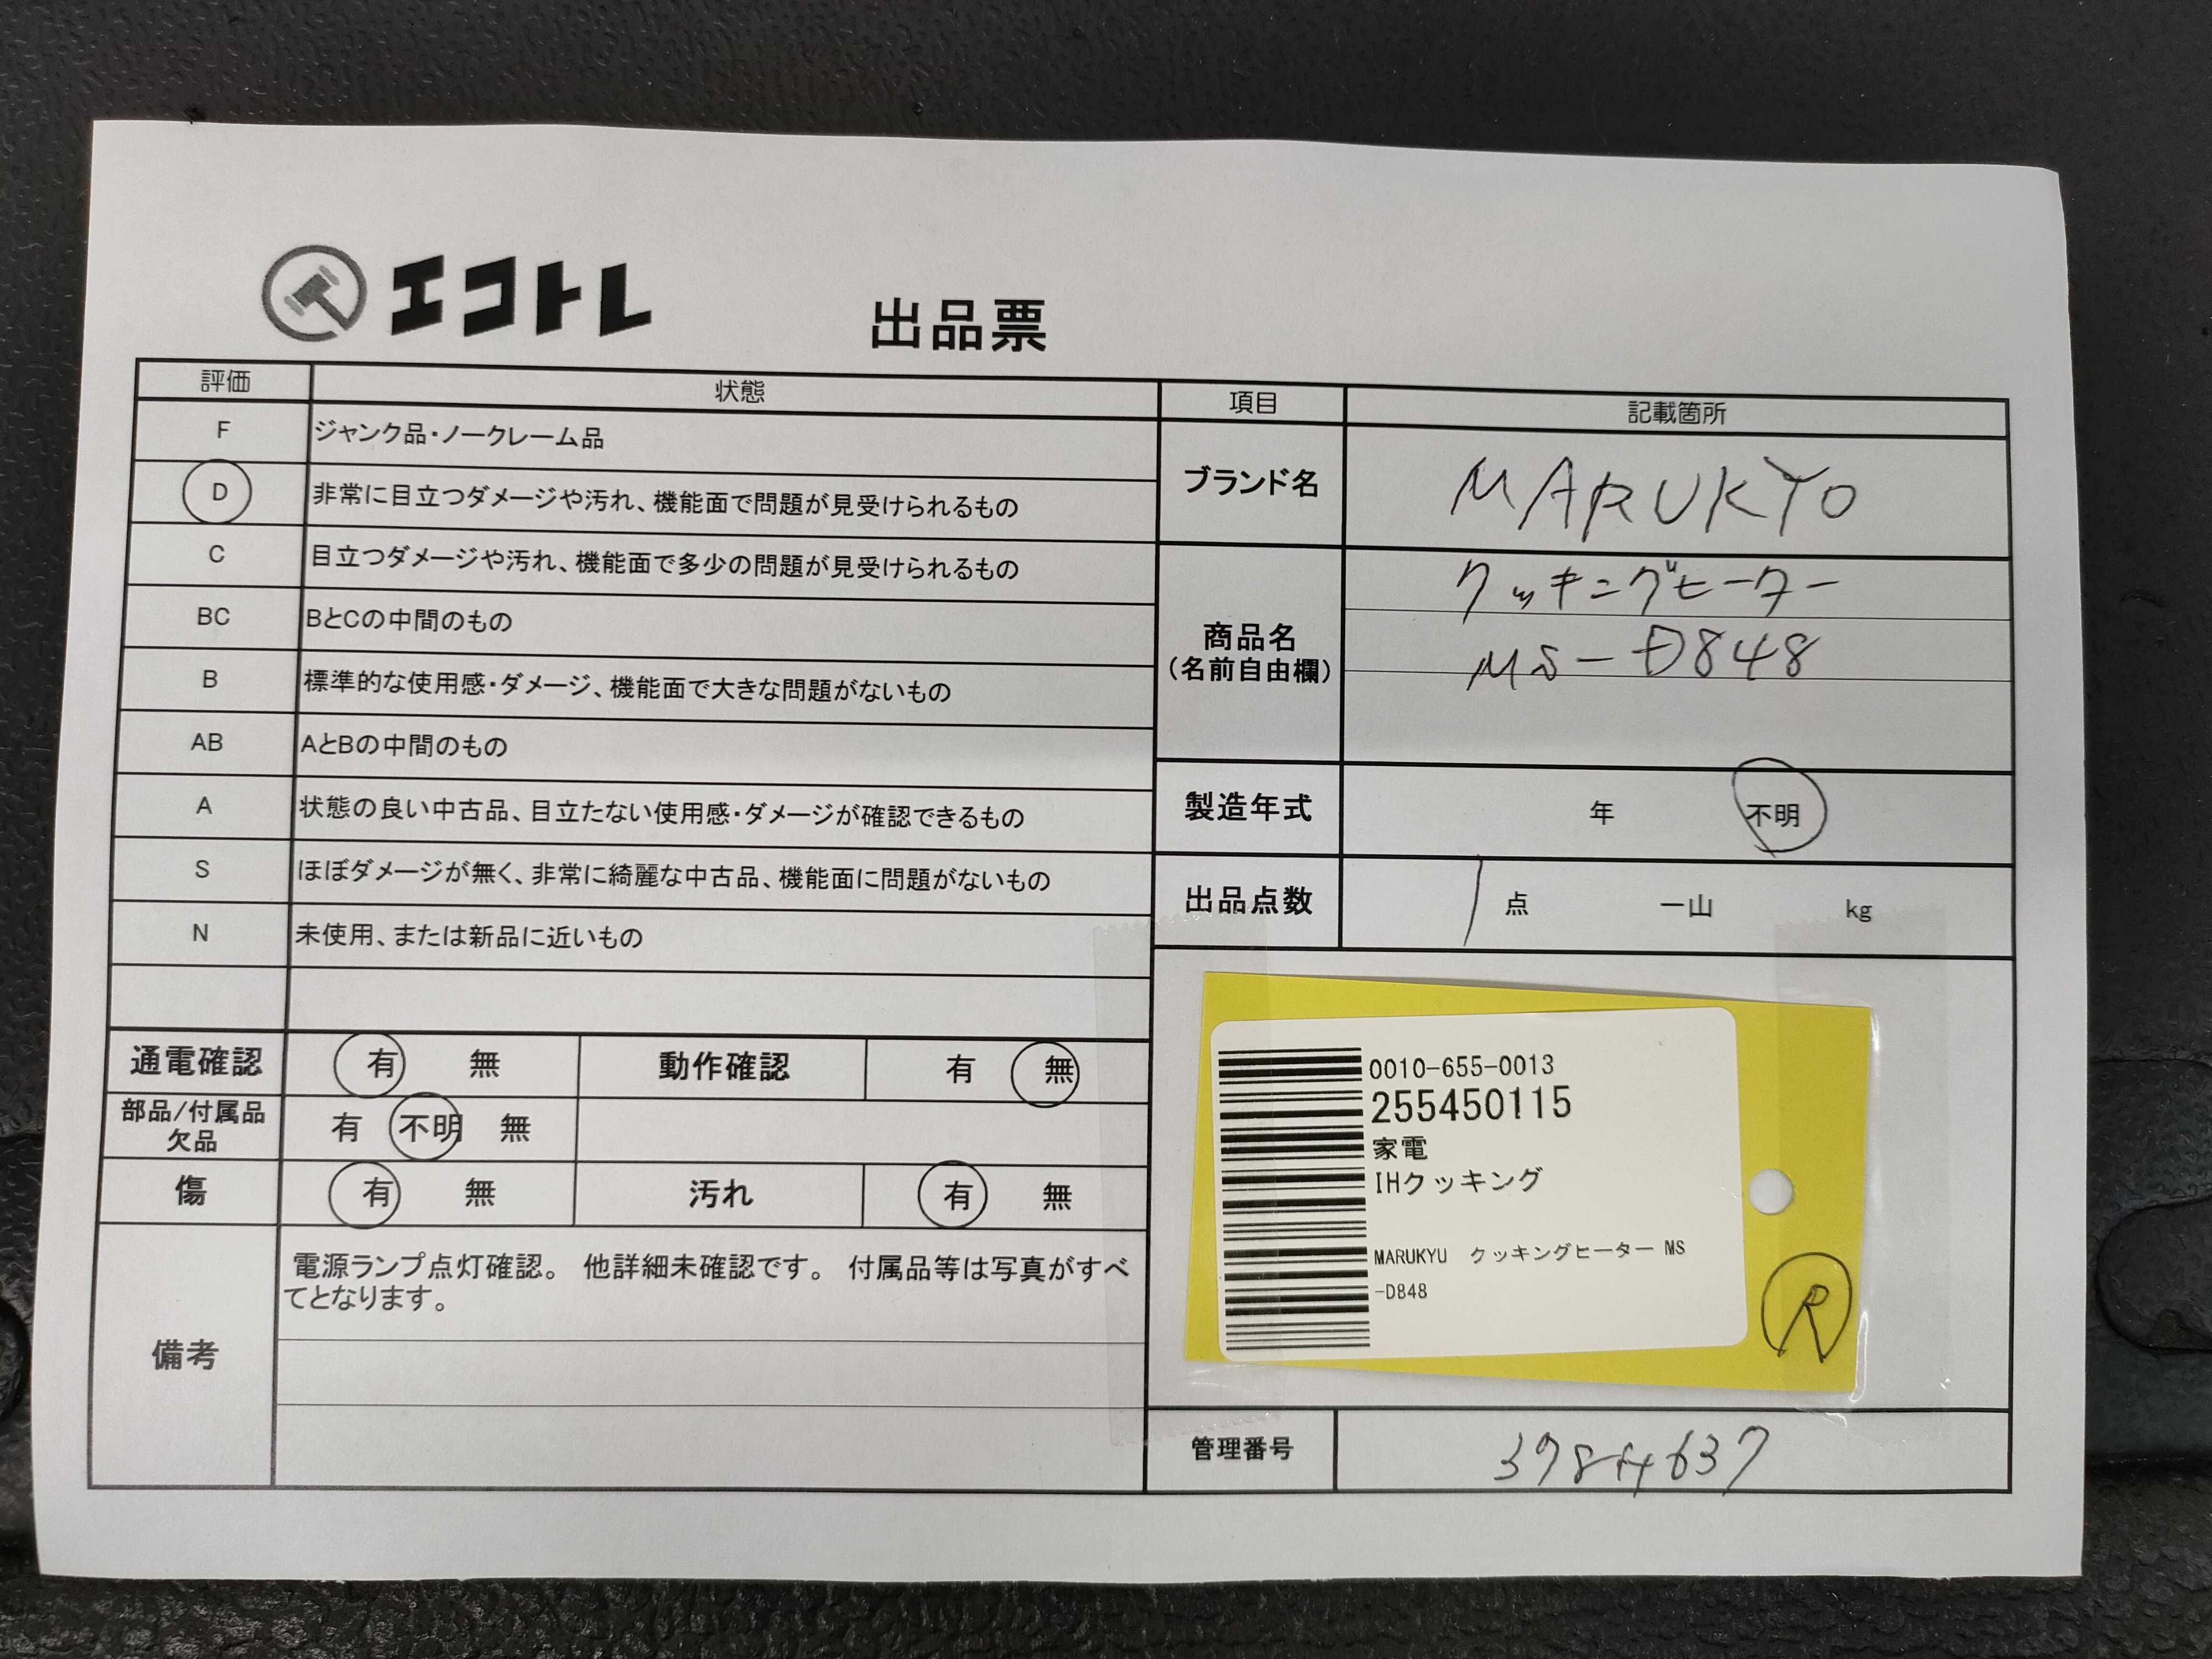 エコトレ
出品票
評価 状態
F ジャンク品・ノークレーム品
D 非常に目立つダメージや汚れ、機能面で問題が見受けられるもの
C 目立つダメージや汚れ、機能面で多少の問題が見受けられるもの
BC BとCの中間のもの
B 標準的な使用感・ダメージ、機能面で大きな問題がないもの
AB AとBの中間のもの
A 状態の良い中古品、目立たない使用感・ダメージが確認できるもの
S ほぼダメージが無く、非常に綺麗な中古品、機能面に問題がないもの
N 未使用、または新品に近いもの
通電確認 有 無 動作確認 有 無
部品/付属品
欠品
有 不明 無
傷 有 無 汚れ 有 無
備考
電源ランプ点灯確認。 他詳細未確認です。 付属品等は写真がすべ
てとなります。
項目 記載箇所
ブランド名 MARUKYO
商品名
(名前自由欄)
クッキングヒーター
MS-D848
製造年式 年 不明
出品点数 1 点 一山 kg
0010-655-0013
255450115
家電
IHクッキング
MARUKYU クッキングヒーター MS
-D848
R
管理番号 3784637